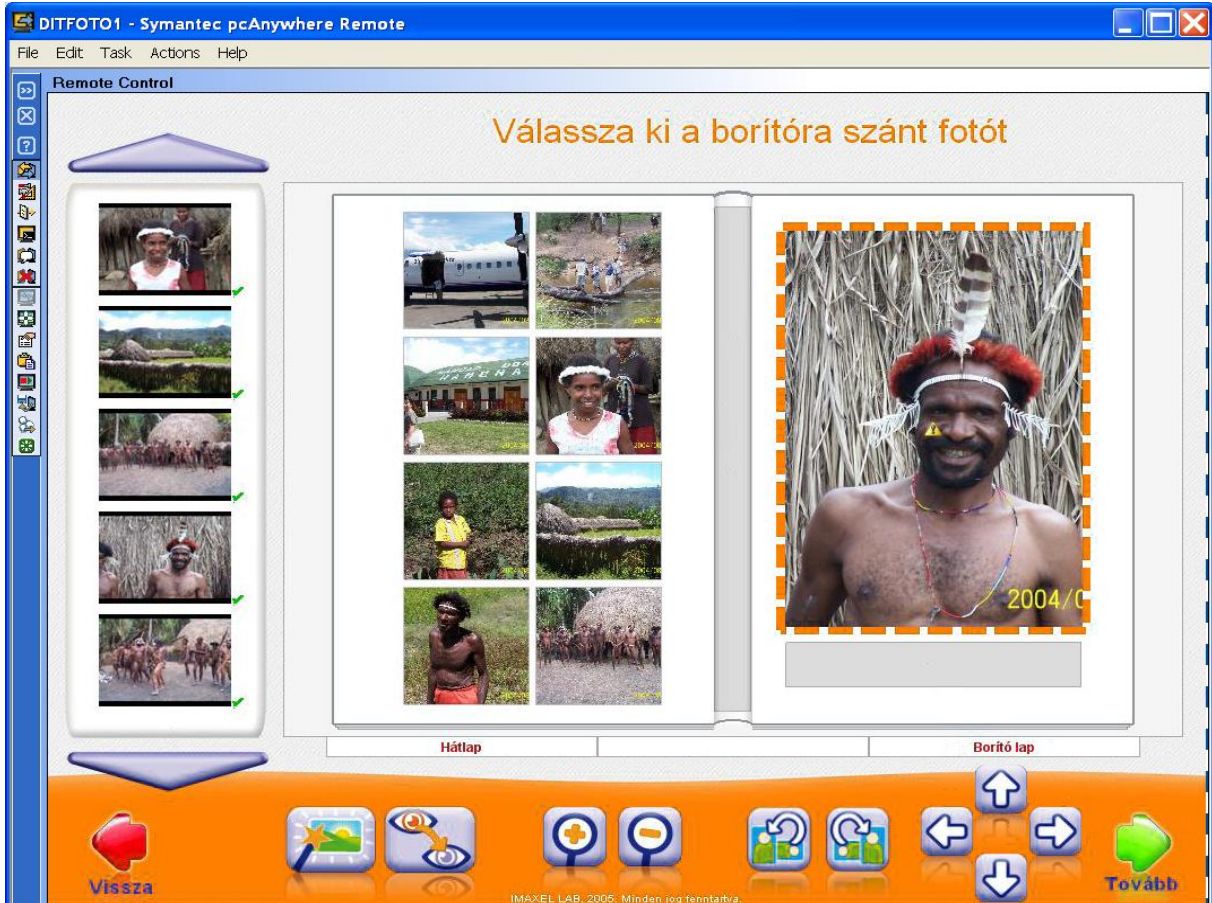 DITFOTO1 - Symantec pcAnywhere Remote
File Edit Task Actions Help
Remote Control
Válassza ki a borítóra szánt fotót
2004/0
Hátlap
Borító lap
Vissza
Tovább
IMAXEL LAB, 2005. Minden jog fenntartva.